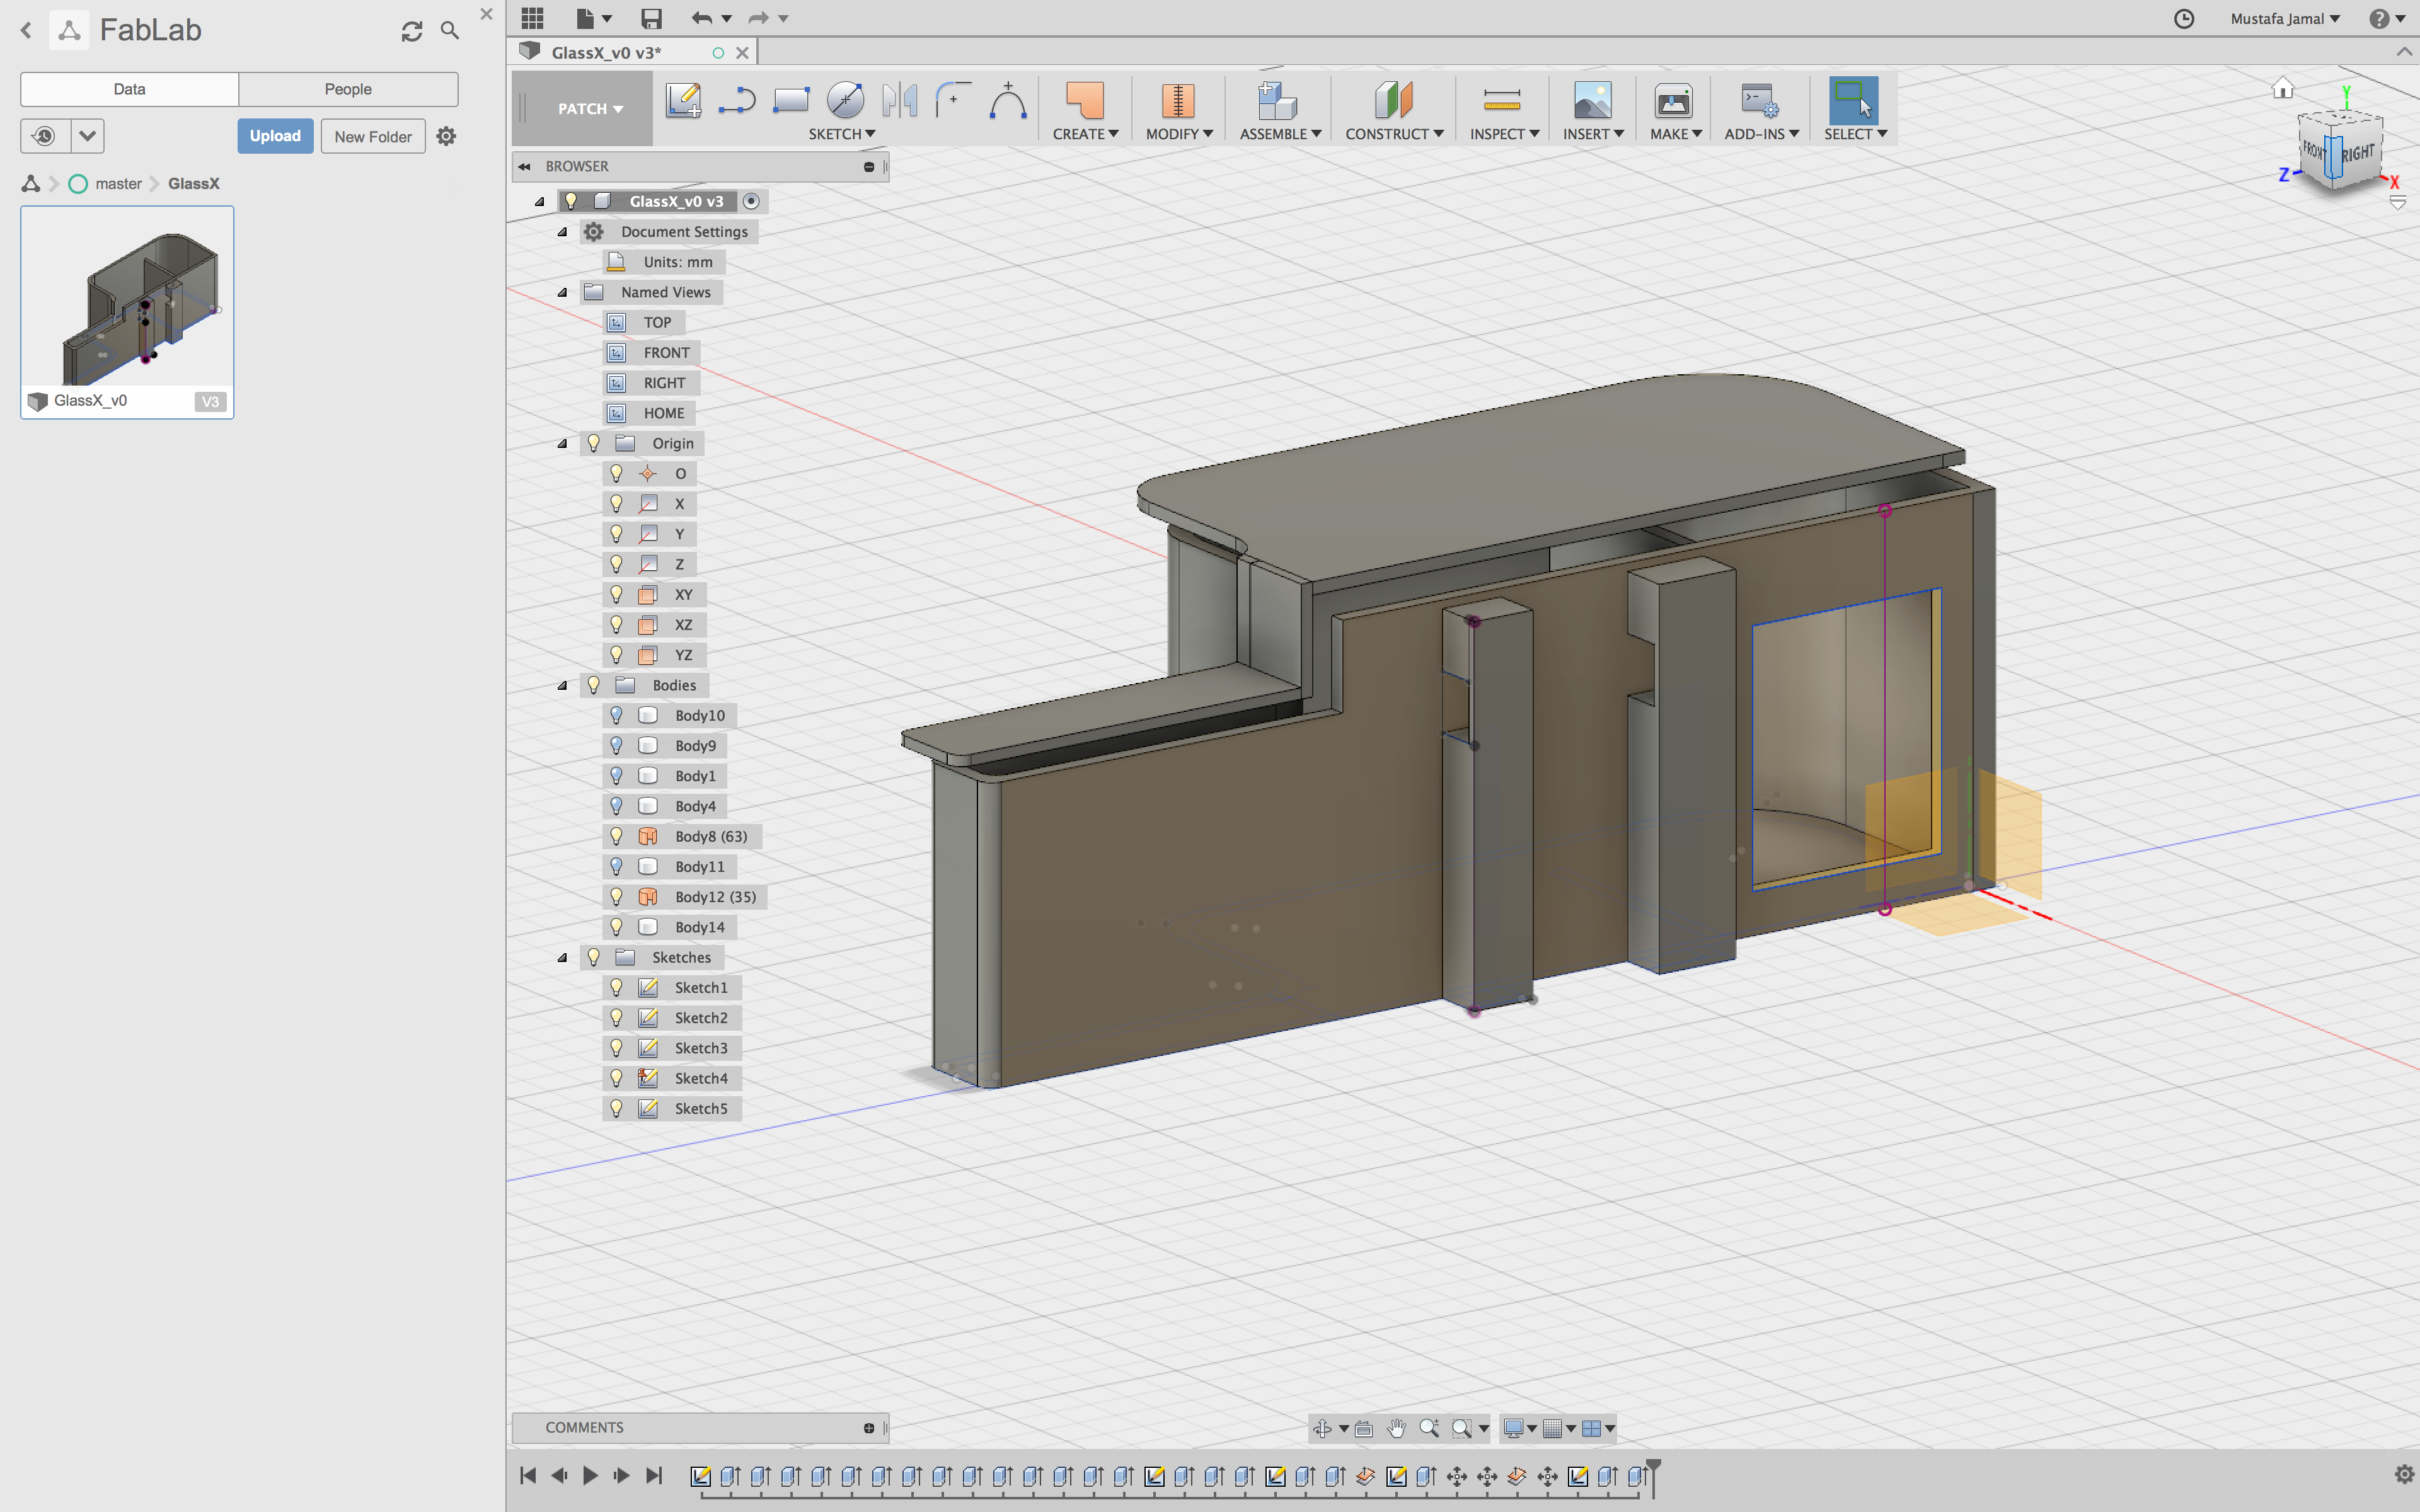 FabLab
Data
People
Upload
New Folder
master
GlassX
GlassX_v0
V3
Mustafa Jamal
?
GlassX_v0 v3*
PATCH
SKETCH
CREATE
MODIFY
ASSEMBLE
CONSTRUCT
INSPECT
INSERT
MAKE
ADD-INS
SELECT
BROWSER
GlassX_v0 v3
Document Settings
Units: mm
Named Views
TOP
FRONT
RIGHT
HOME
Origin
O
X
Y
Z
XY
XZ
YZ
Bodies
Body10
Body9
Body1
Body4
Body8 (63)
Body11
Body12 (35)
Body14
Sketches
Sketch1
Sketch2
Sketch3
Sketch4
Sketch5
Y
FRONT
RIGHT
Z
X
COMMENTS